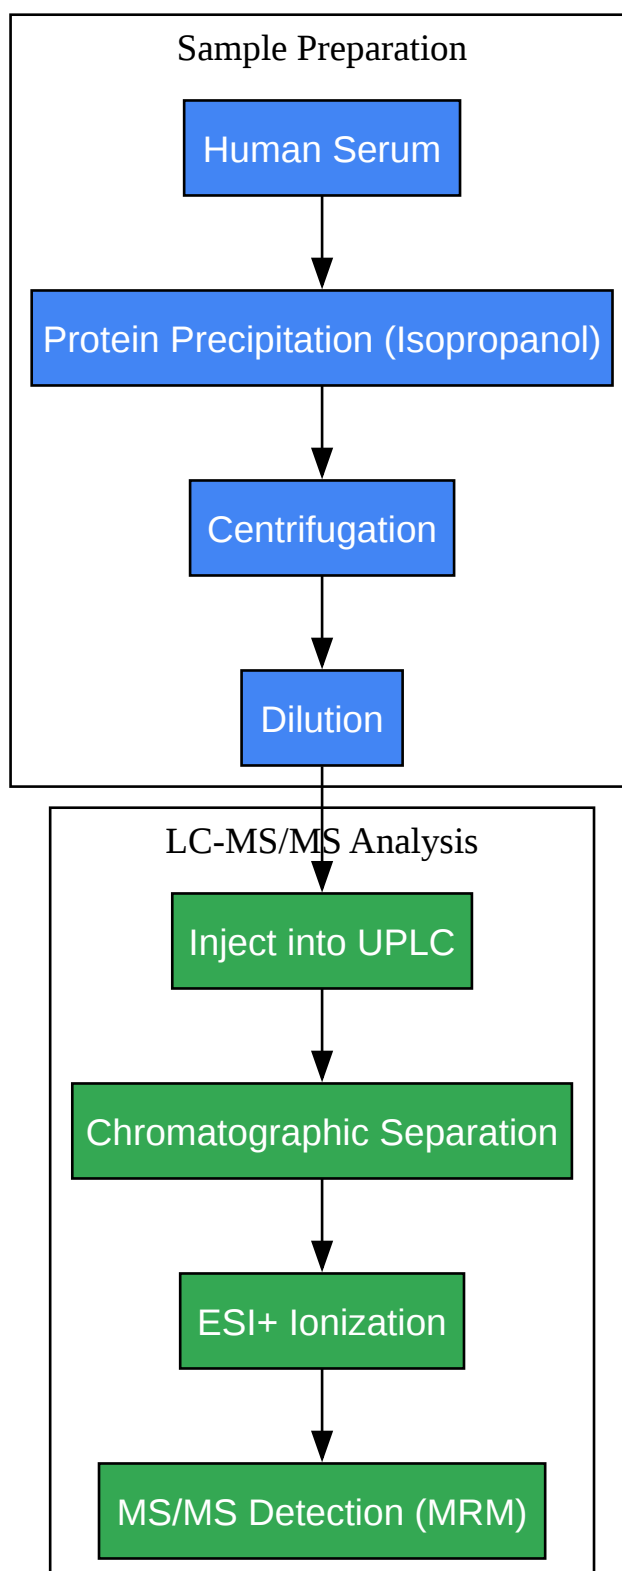 Sample Preparation
Human Serum
Protein Precipitation (Isopropanol)
Centrifugation
Dilution
LC-MS/MS Analysis
Inject into UPLC
Chromatographic Separation
ESI+ Ionization
MS/MS Detection (MRM)